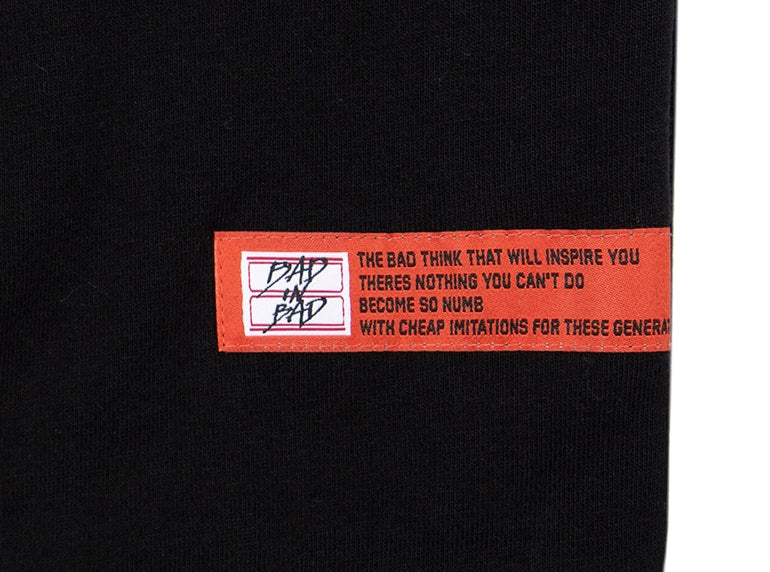 BAD
IN
BAD
THE BAD THINK THAT WILL INSPIRE YOU
THERES NOTHING YOU CAN'T DO
BECOME SO NUMB
WITH CHEAP IMITATIONS FOR THESE GENERA